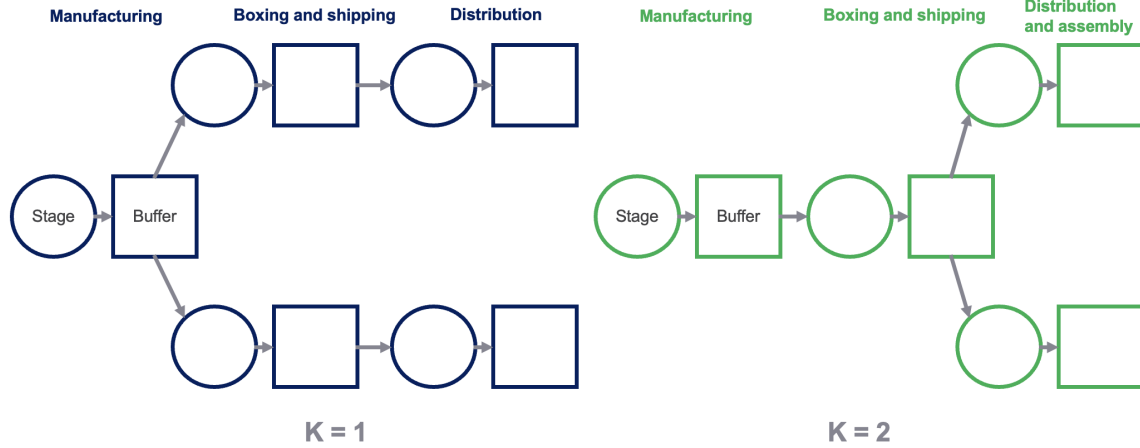 Manufacturing
Boxing and shipping
Distribution
Stage
Buffer
K = 1
Manufacturing
Boxing and shipping
Distribution
and assembly
Stage
Buffer
K = 2